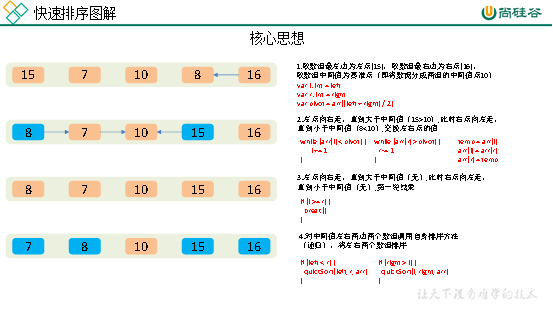 快速排序图解
尚硅谷
核心思想
15 7 10 8 16
8 7 10 15 16
8 7 10 15 16
7 8 10 15 16
1.取数组最左边为左点(15)，取数组最右边为右点(16)，
取数组中间值为基准点（即将数据分成两组的中间值点10）
var l:Int = left
var r:Int = right
var pivot = arr((left + right) / 2)
2.左点向右走，直到大于中间值（15>10）,此时右点向左走，
直到小于中间值（8<10）,交换左右点的值
while (arr(l) < pivot) { while (arr(r) > pivot) { temp = arr(l)
l += 1 r -= 1 arr(l) = arr(r)
} } arr(r) = temp
3.左点向右走，直到大于中间值（无）,此时右点向左走，
直到小于中间值（无）,第一轮结束
if (l >= r) {
break()
}
4.对中间值左右两边两个数组调用自身排序方法
（递归），将左右两个数组排序
if (left < r) { if (right > l) {
quickSort(left, r, arr) quickSort(l, right, arr)
} }
让天下没有难学的技术